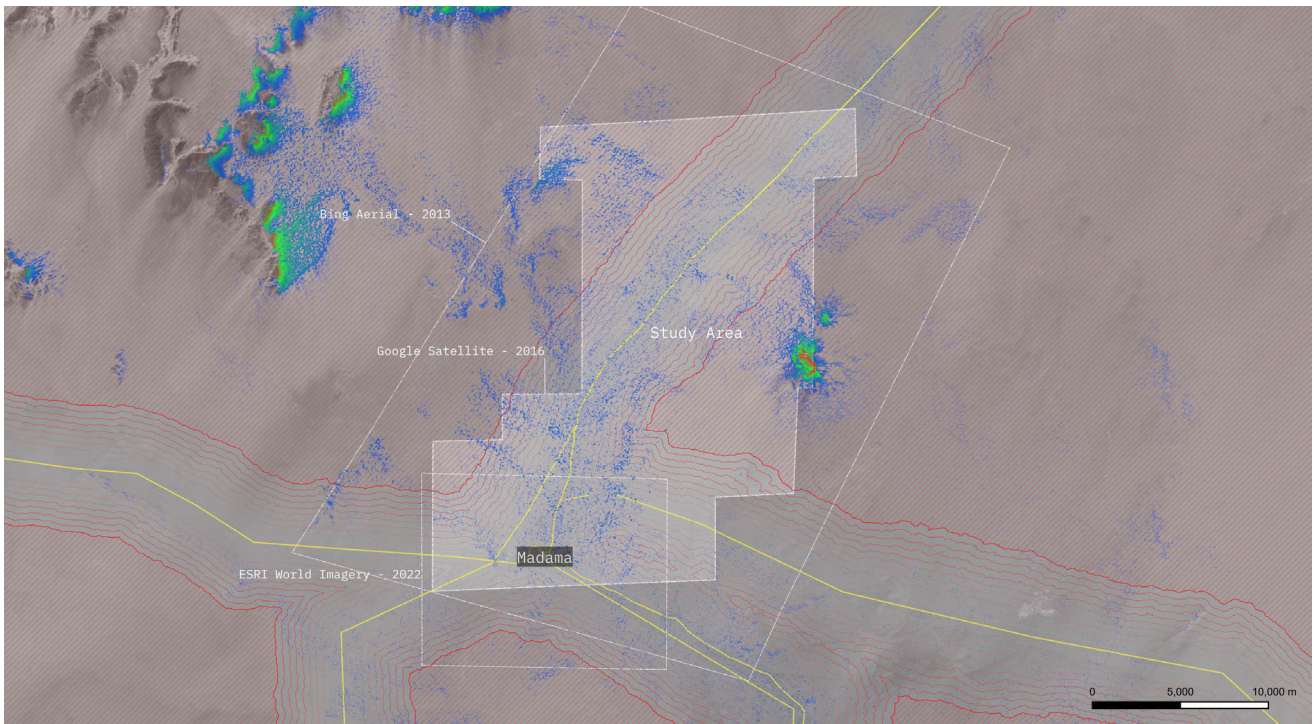 Bing Aerial - 2013
Study Area
Google Satellite - 2016
Madama
ESRI World Imagery - 2022
0 5,000 10,000 m